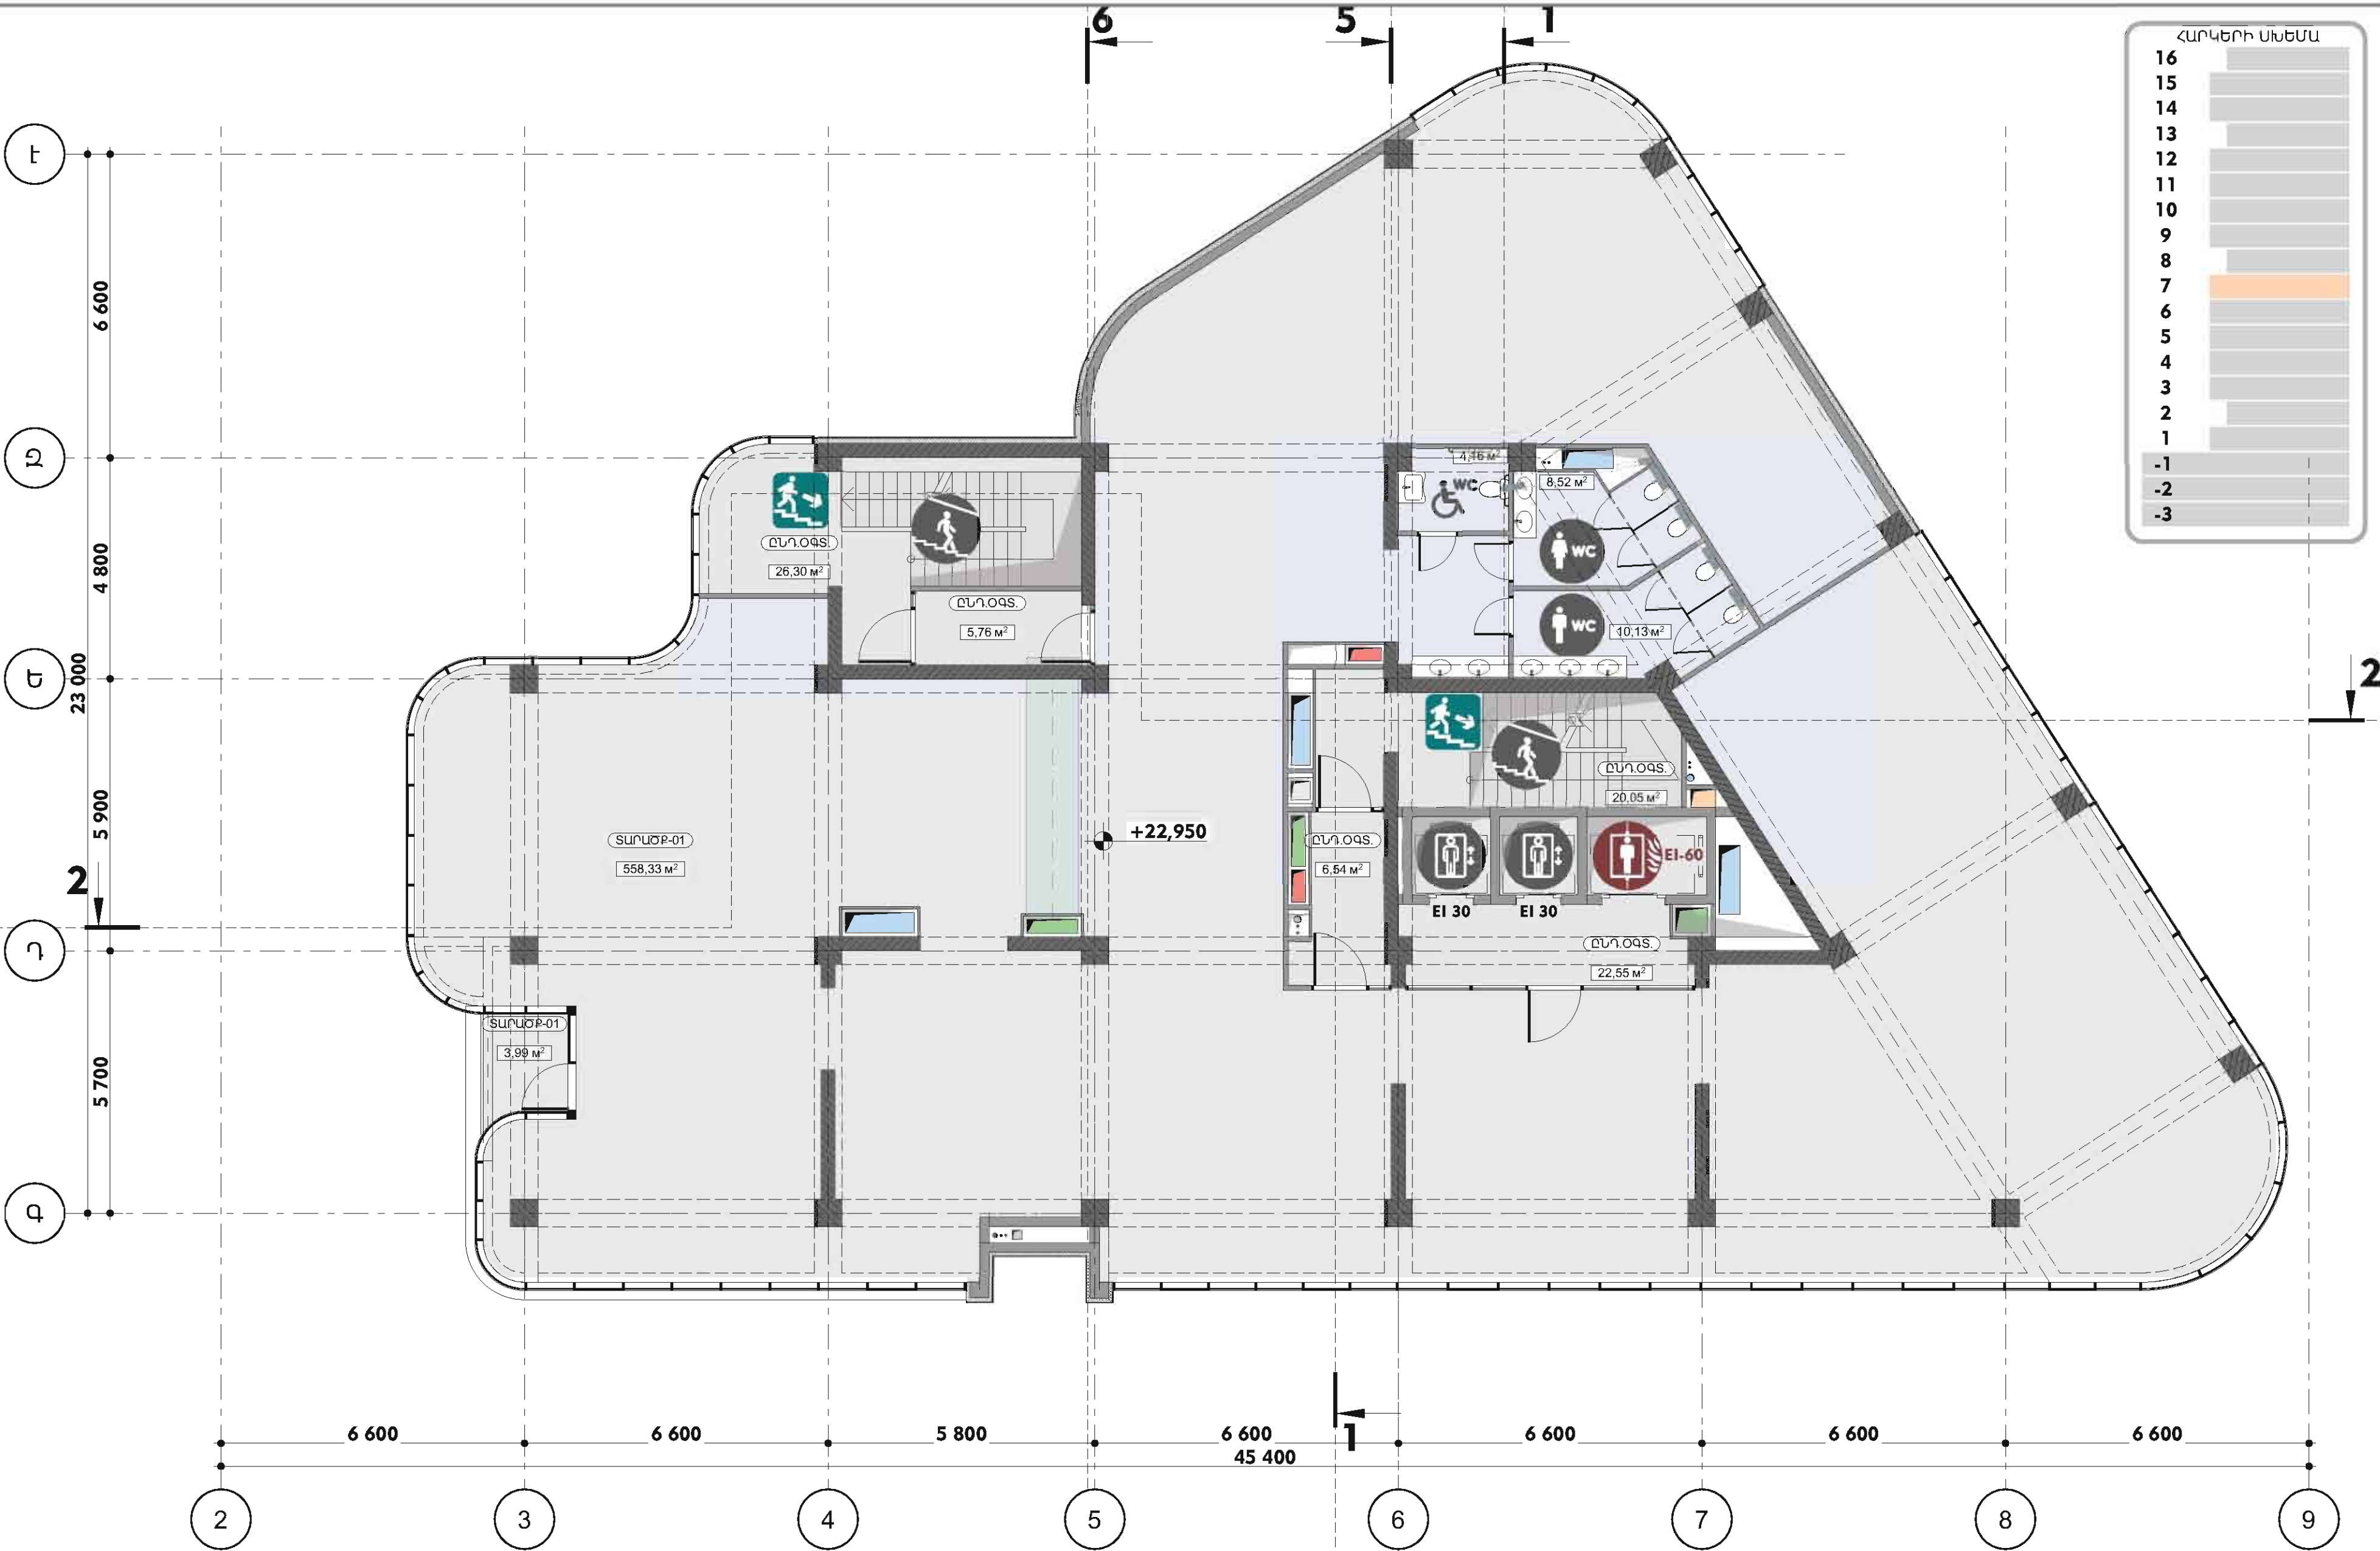 6
5
1
ՀԱՐԿԵՐԻ ՍԽԵՄԱ
16
15
14
13
12
11
10
9
8
7
6
5
4
3
2
1
-1
-2
-3
Է
Զ
Ե
Դ
Գ
6 600
4 800
23 000
5 900
5 700
2
2
ԸՆԴ.ՕԳՏ.
26,30 м²
ԸՆԴ.ՕԳՏ.
5,76 м²
4,16 м²
WC
8,52 м²
WC
WC
10,13 м²
ԸՆԴ.ՕԳՏ.
20,05 м²
ՏԱՐԱԾՔ-01
558,33 м²
+22,950
ԸՆԴ.ՕԳՏ.
6,54 м²
EI-60
EI 30
EI 30
ԸՆԴ.ՕԳՏ.
22,55 м²
ՏԱՐԱԾՔ-01
3,99 м²
1
6 600
6 600
5 800
6 600
6 600
6 600
6 600
45 400
2
3
4
5
6
7
8
9